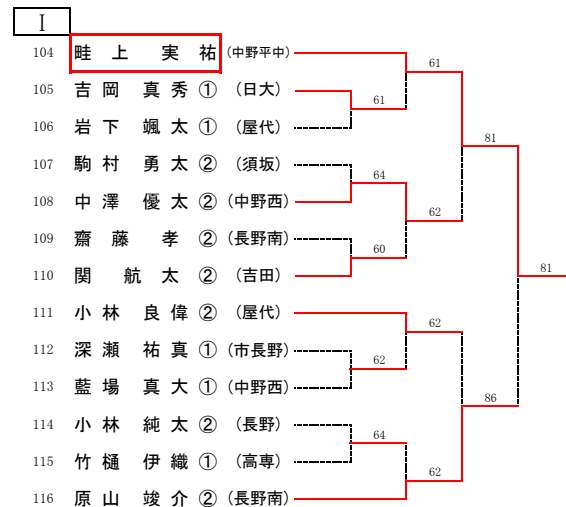 I
104 畦上 実祐 (中野平中)
61
105 吉岡 真秀① (日大)
61
106 岩下 颯太① (屋代)
81
107 駒村 勇太② (須坂)
64
108 中澤 優太② (中野西)
62
109 齋藤 孝② (長野南)
60
110 関 航太② (吉田)
81
111 小林 良偉② (屋代)
62
112 深瀬 祐真① (市長野)
62
113 藍場 真大① (中野西)
86
114 小林 純太② (長野)
64
115 竹樋 伊織① (高専)
62
116 原山 竣介② (長野南)